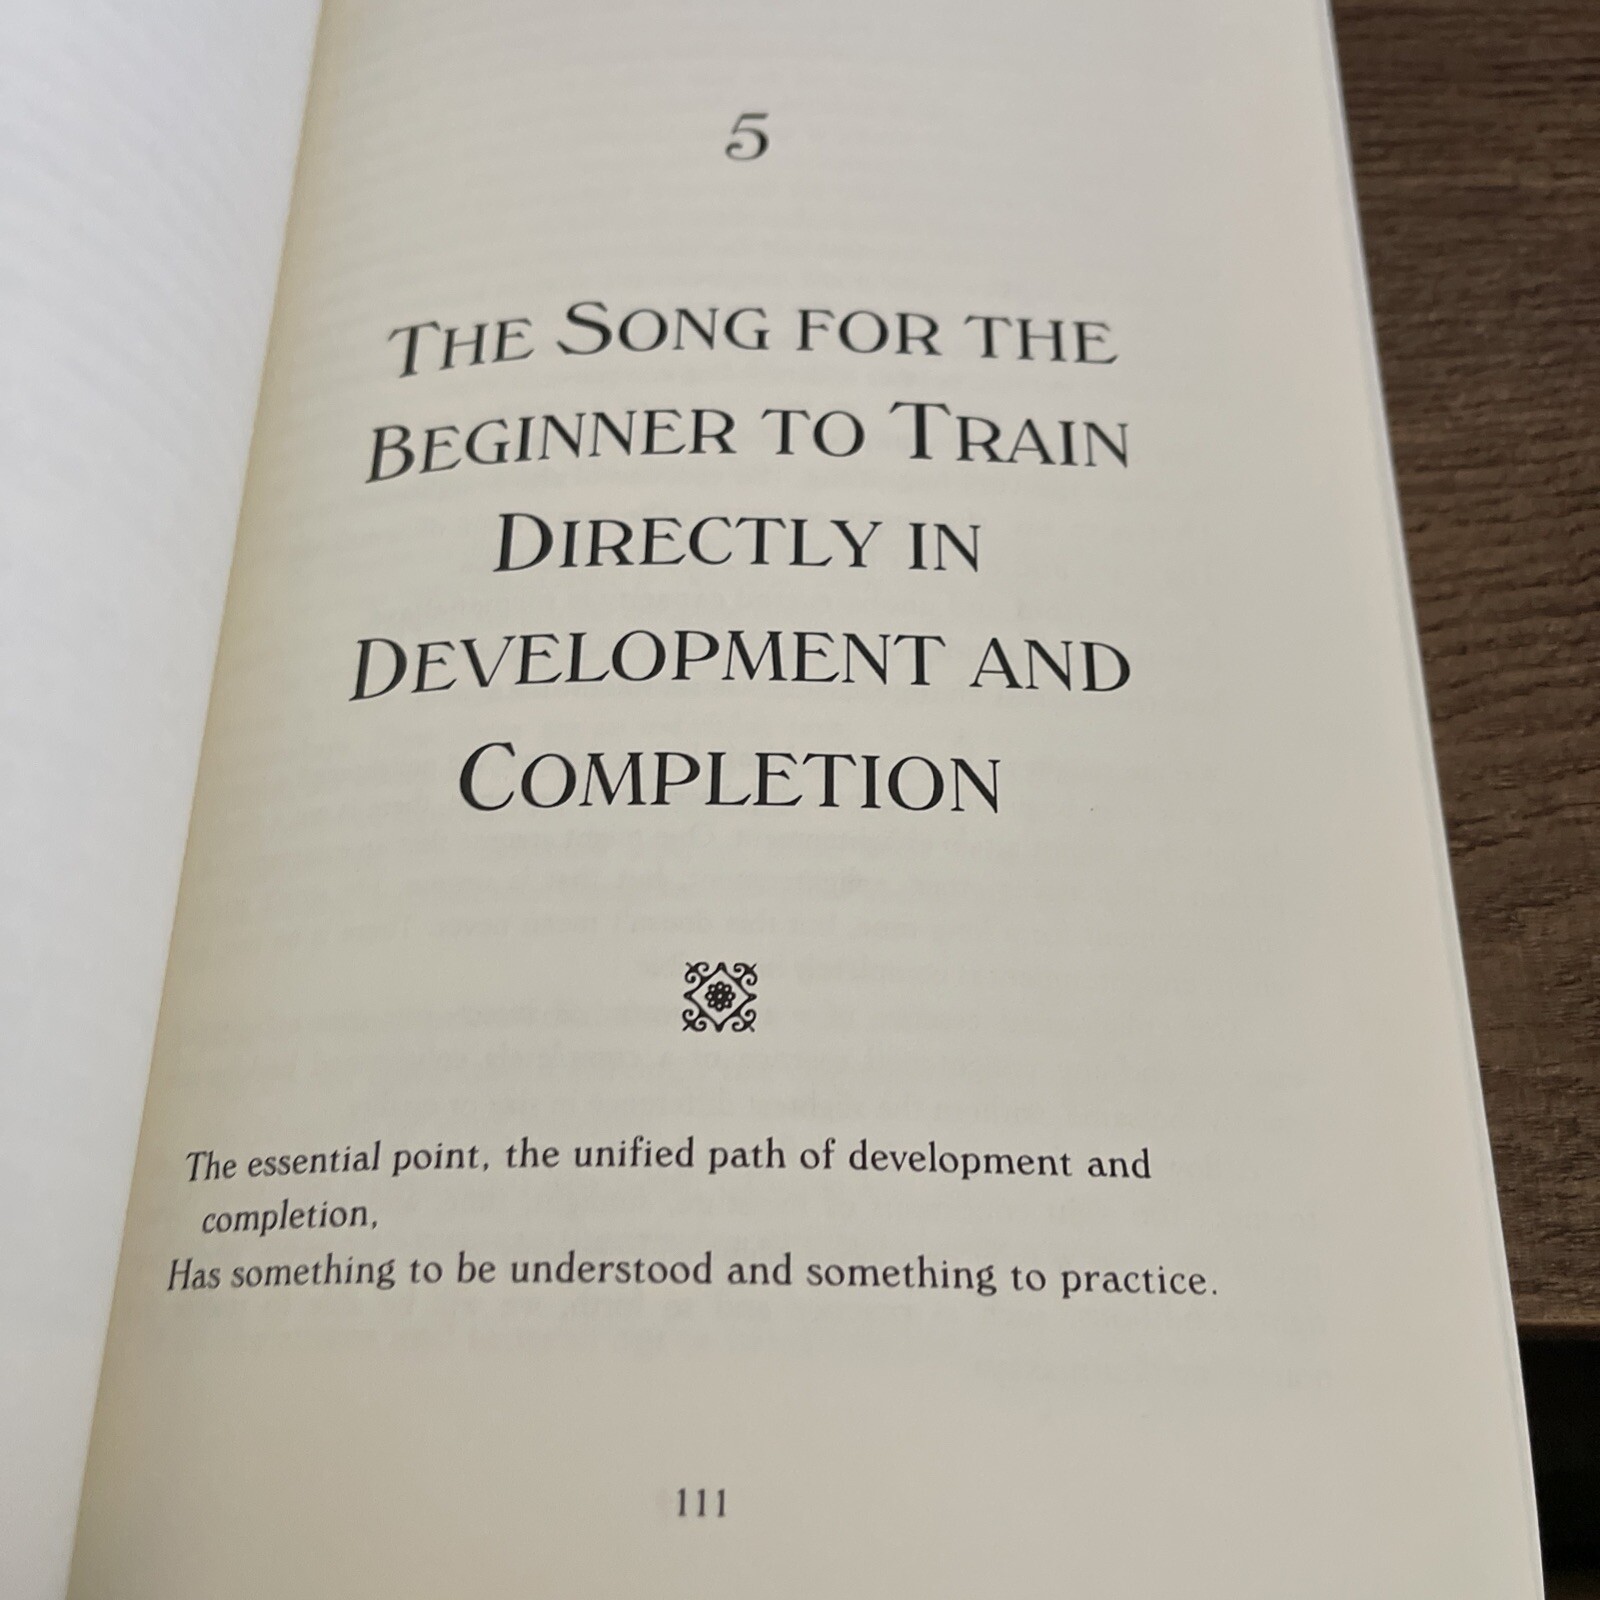 5
THE SONG FOR THE
BEGINNER TO TRAIN
DIRECTLY IN
DEVELOPMENT AND
COMPLETION
The essential point, the unified path of development and
completion,
Has something to be understood and something to practice.
111